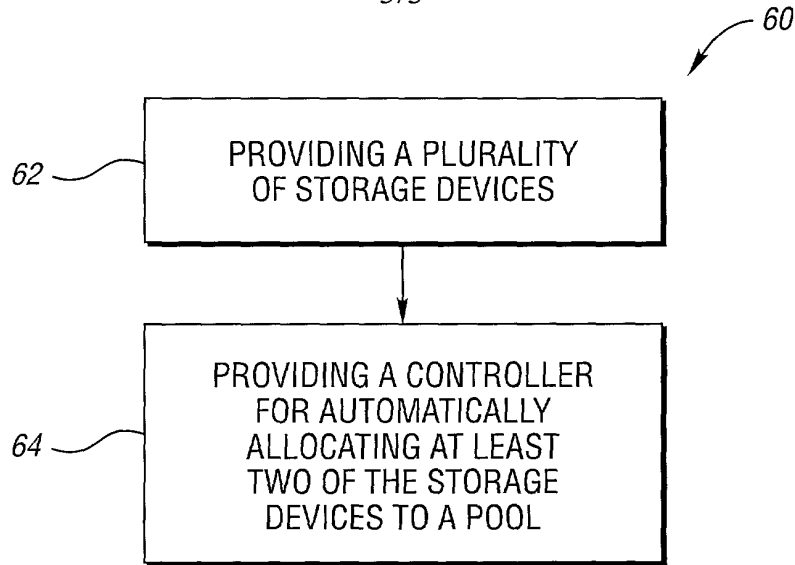 60
62
PROVIDING A PLURALITY
OF STORAGE DEVICES
64
PROVIDING A CONTROLLER
FOR AUTOMATICALLY
ALLOCATING AT LEAST
TWO OF THE STORAGE
DEVICES TO A POOL